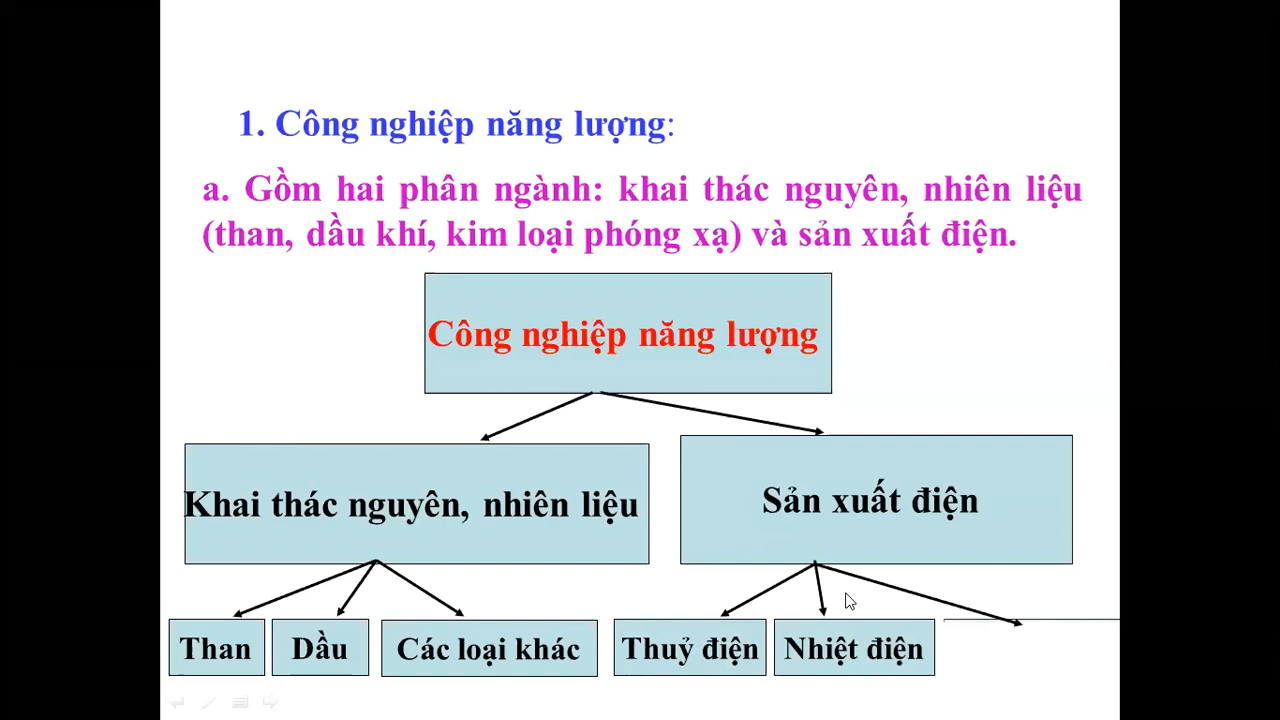 1. Công nghiệp năng lượng:
a. Gồm hai phân ngành: khai thác nguyên, nhiên liệu
(than, dầu khí, kim loại phóng xạ) và sản xuất điện.
Công nghiệp năng lượng
Khai thác nguyên, nhiên liệu
Sản xuất điện
Than
Dầu
Các loại khác
Thuỷ điện
Nhiệt điện